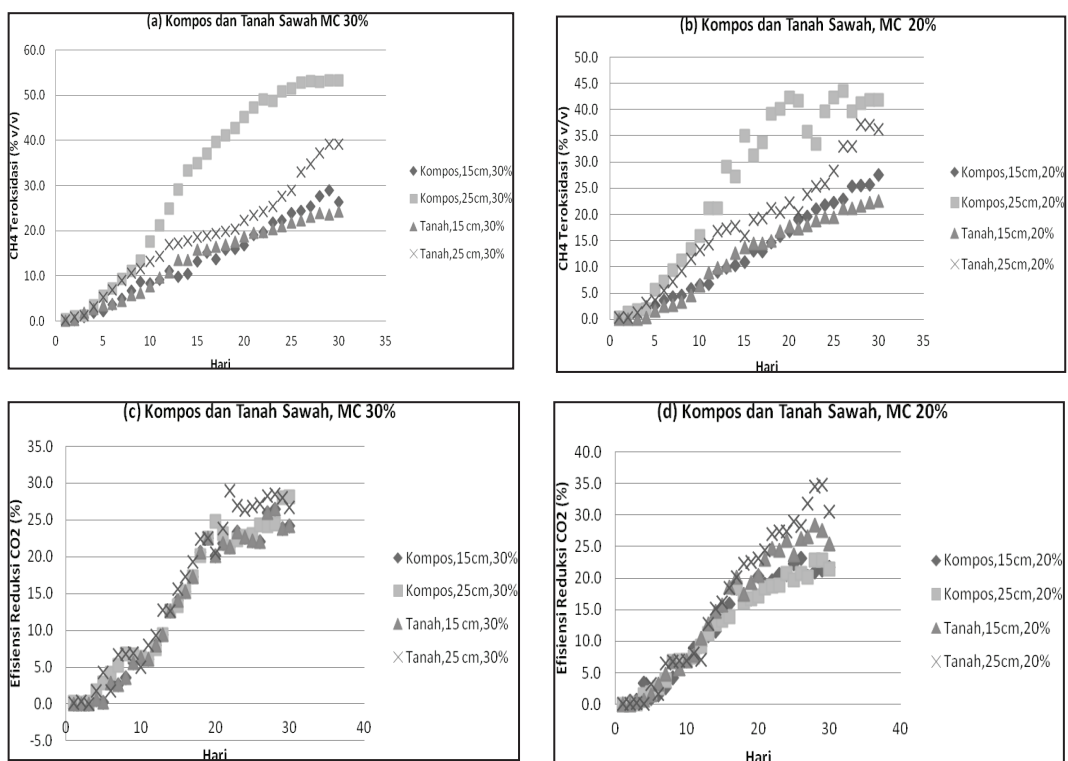 (a) Kompos dan Tanah Sawah MC 30%
CH4 Teroksidasi (% v/v)
60.0
50.0
40.0
30.0
20.0
10.0
0.0
0 5 10 15 20 25 30 35
Hari
Kompos,15cm,30%
Kompos,25cm,30%
Tanah,15 cm,30%
Tanah,25 cm,30%
(b) Kompos dan Tanah Sawah, MC 20%
CH4 Teroksidasi (% v/v)
50.0
45.0
40.0
35.0
30.0
25.0
20.0
15.0
10.0
5.0
0.0
0 5 10 15 20 25 30 35
Hari
Kompos,15cm,20%
Kompos,25cm,20%
Tanah,15cm,20%
Tanah,25cm,20%
(c) Kompos dan Tanah Sawah, MC 30%
Efisiensi Reduksi CO2 (%)
35.0
30.0
25.0
20.0
15.0
10.0
5.0
0.0
-5.0
0 10 20 30 40
Hari
Kompos,15cm,30%
Kompos,25cm,30%
Tanah,15 cm,30%
Tanah,25 cm,30%
(d) Kompos dan Tanah Sawah, MC 20%
Efisiensi Reduksi CO2 (%)
40.0
35.0
30.0
25.0
20.0
15.0
10.0
5.0
0.0
0 10 20 30 40
Hari
Kompos,15cm,20%
Kompos,25cm,20%
Tanah,15cm,20%
Tanah,25cm,20%